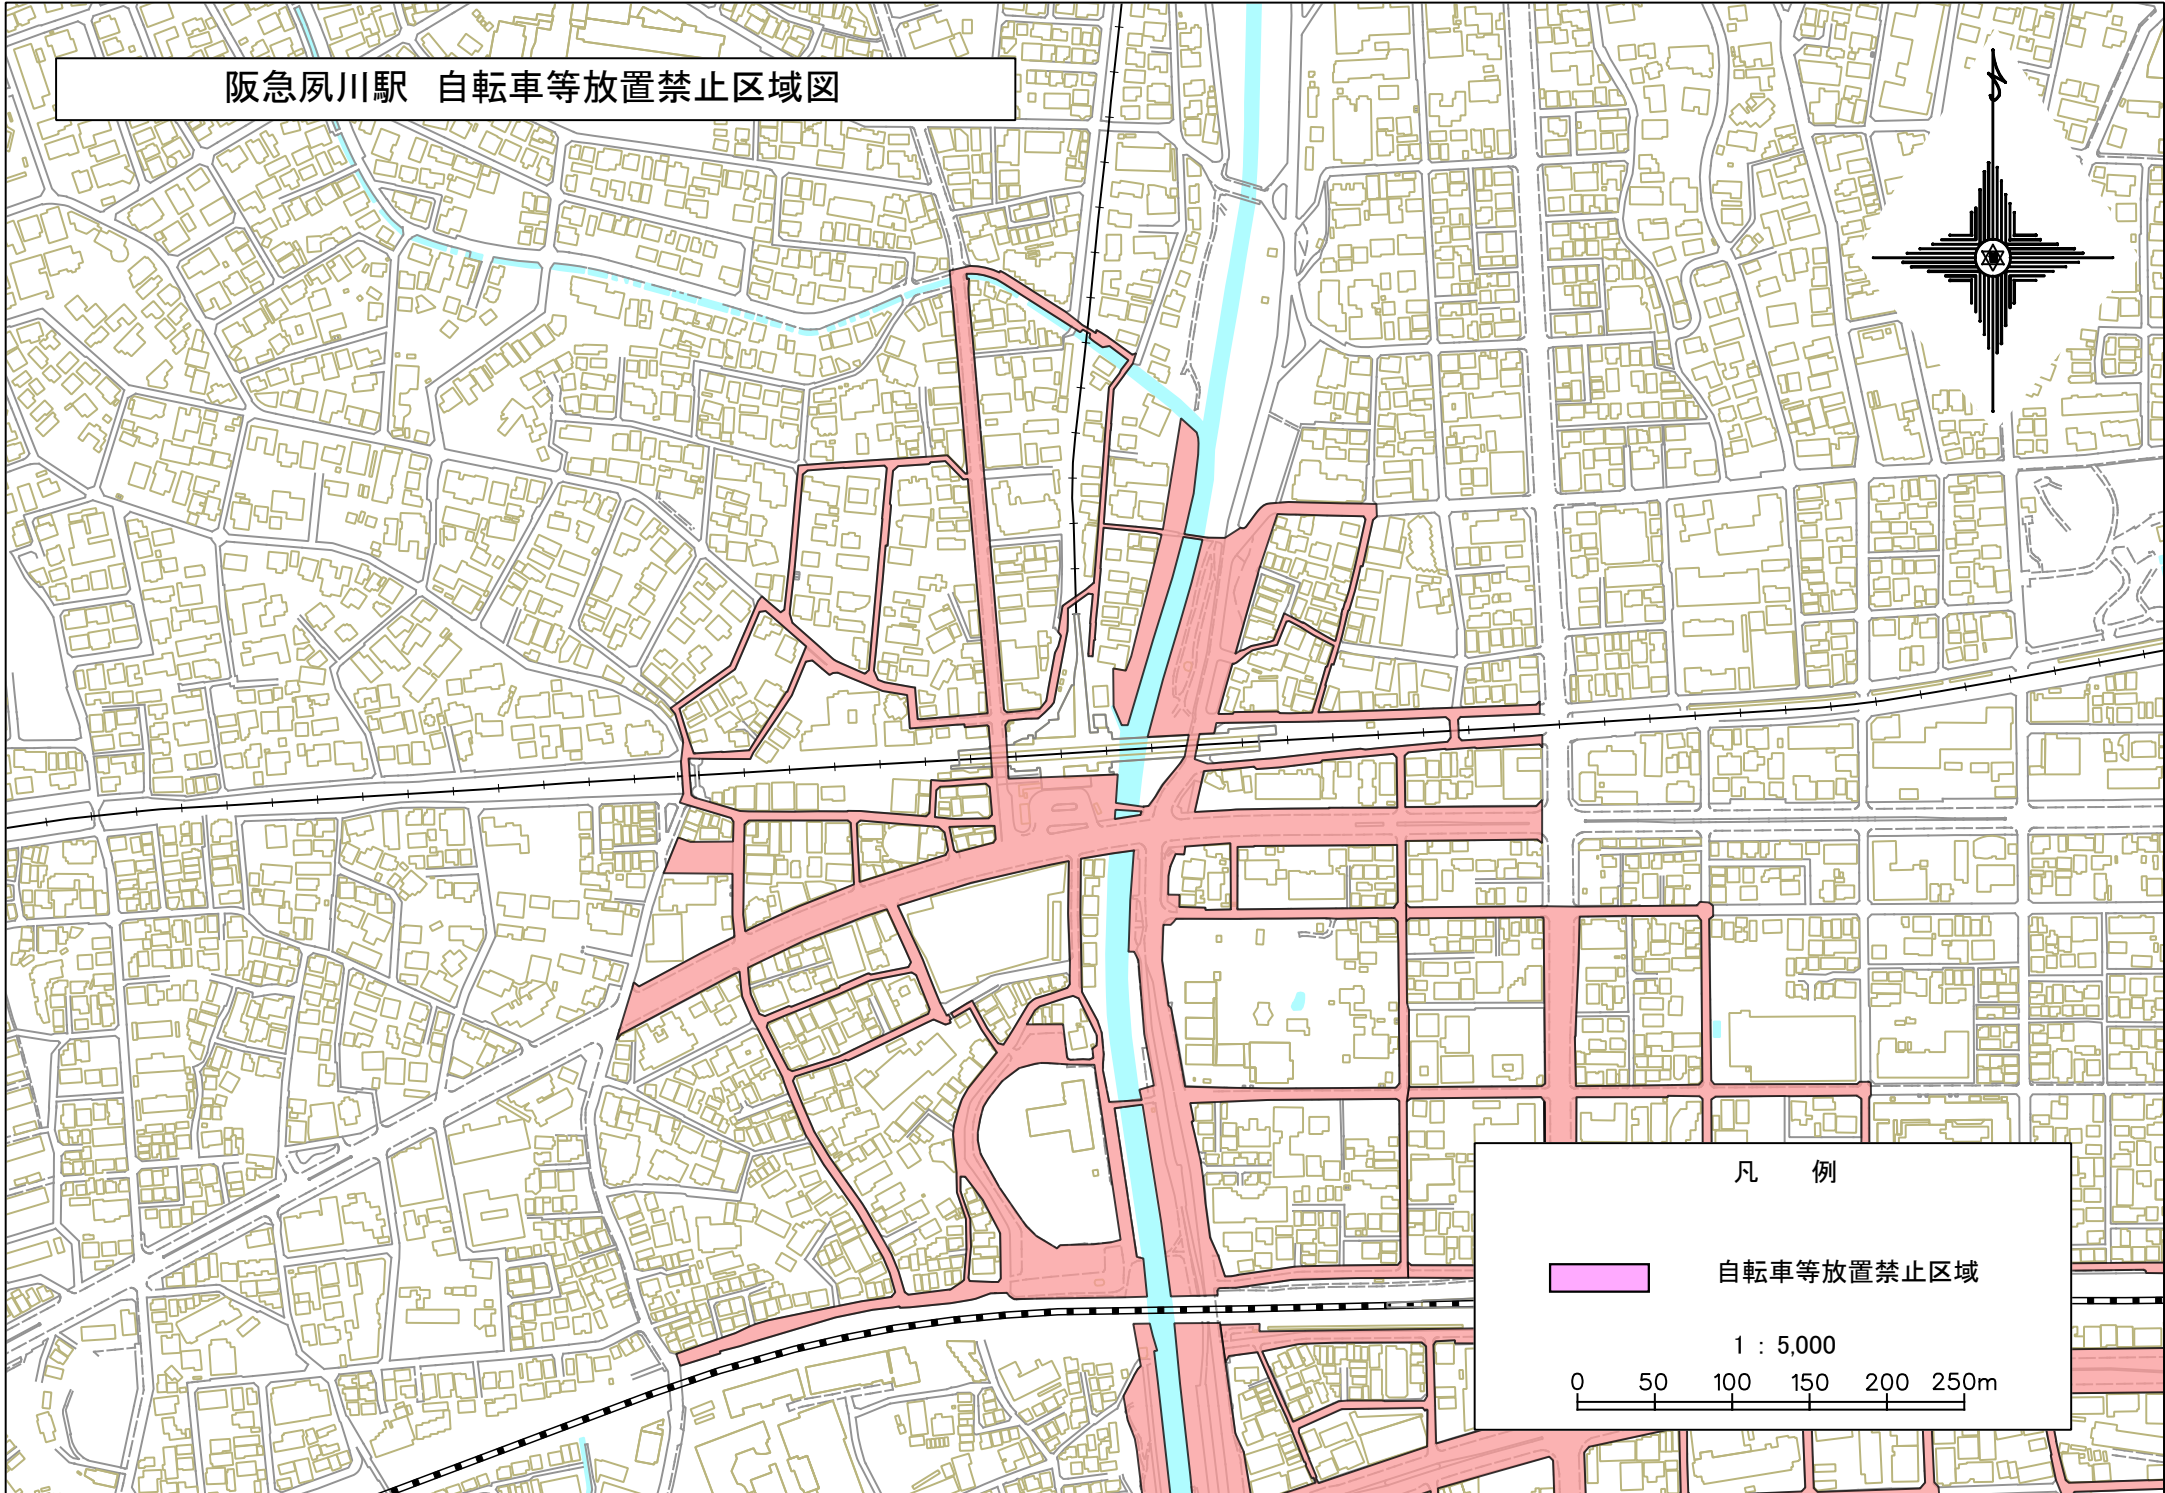 阪急夙川駅 自転車等放置禁止区域図
N
凡 例
自転車等放置禁止区域
1 : 5,000
0 50 100 150 200 250m